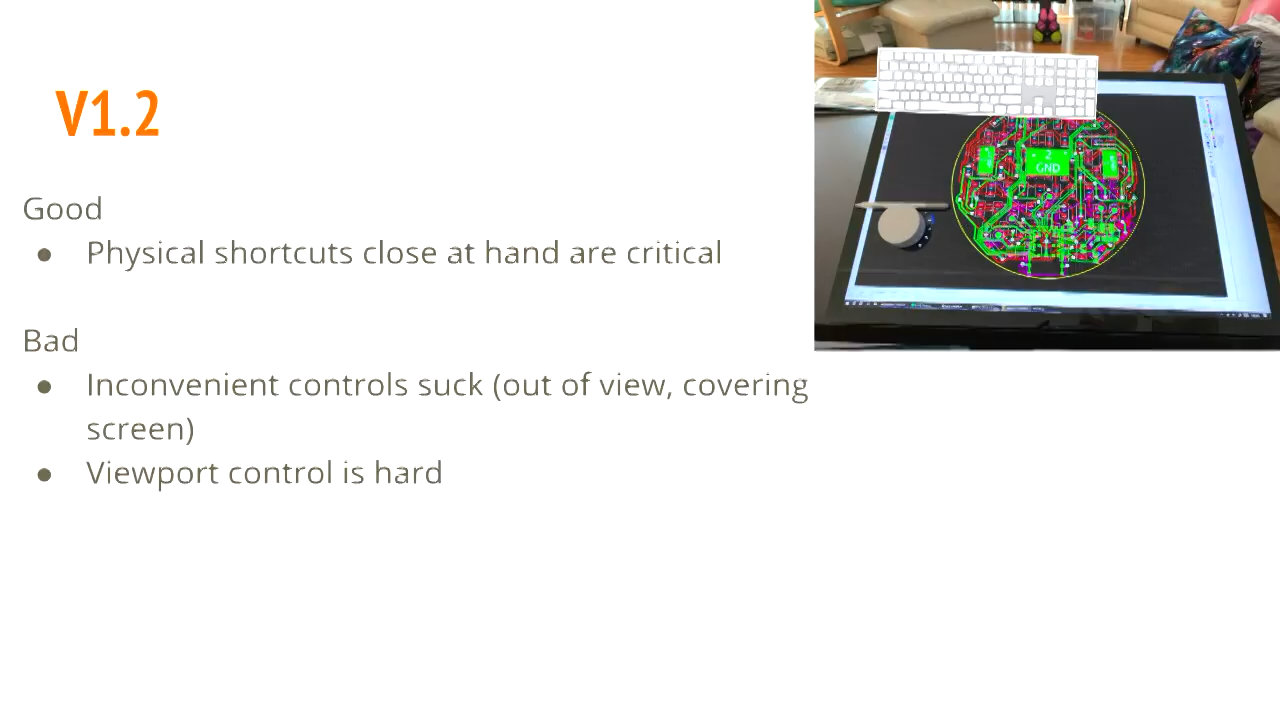 V1.2
Good
● Physical shortcuts close at hand are critical
Bad
● Inconvenient controls suck (out of view, covering
screen)
● Viewport control is hard
2
GND